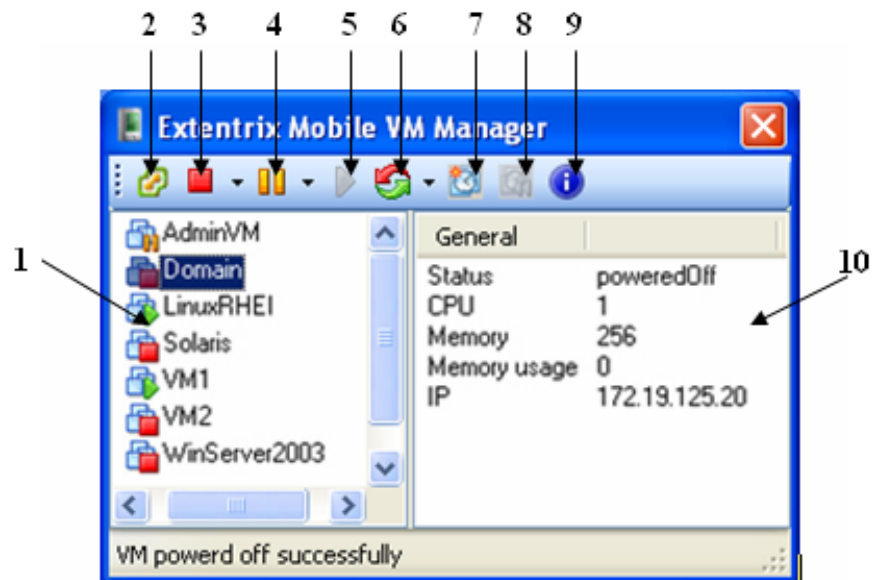 2 3 4 5 6 7 8 9
Extentrix Mobile VM Manager
1
AdminVM
Domain
LinuxRHEI
Solaris
VM1
VM2
WinServer2003
General
Status poweredOff
CPU 1
Memory 256
Memory usage 0
IP 172.19.125.20
10
VM powerd off successfully